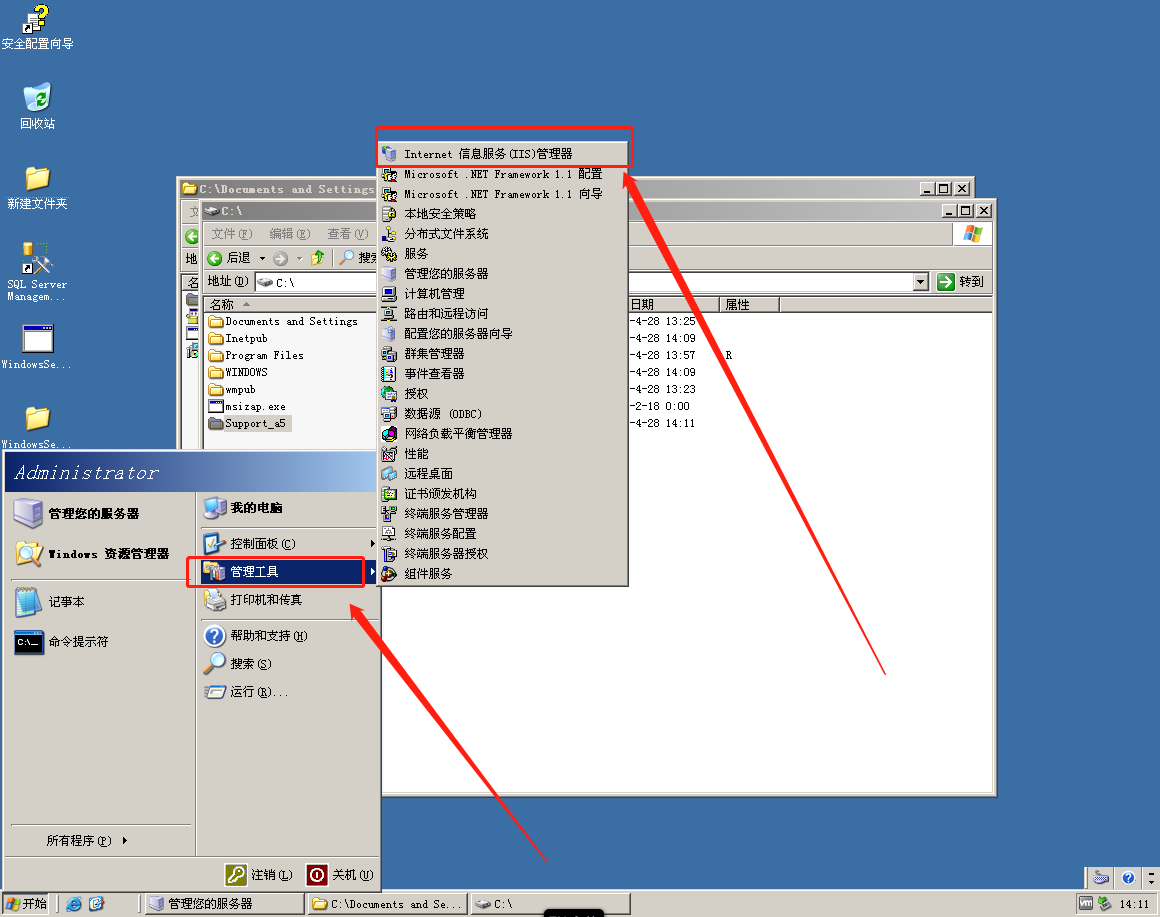 安全配置向导
回收站
新建文件夹
SQL Server
Managem...
WindowsSe...
WindowsSe...
C:\Documents and Settings
C:\
文件(F) 编辑(E) 查看(V)
后退 搜索
地址(D) C:\ 转到
名称 日期 属性
Documents and Settings -4-28 13:25
Inetpub -4-28 14:09
Program Files -4-28 13:57 R
WINDOWS -4-28 14:09
wmpub -4-28 13:23
msizap.exe -2-18 0:00
Support_a5 -4-28 14:11
Internet 信息服务(IIS)管理器
Microsoft .NET Framework 1.1 配置
Microsoft .NET Framework 1.1 向导
本地安全策略
分布式文件系统
服务
管理您的服务器
计算机管理
路由和远程访问
配置您的服务器向导
群集管理器
事件查看器
授权
数据源 (ODBC)
网络负载平衡管理器
性能
远程桌面
证书颁发机构
终端服务管理器
终端服务配置
终端服务器授权
组件服务
Administrator
管理您的服务器
Windows 资源管理器
记事本
C:\_
命令提示符
所有程序(P)
我的电脑
控制面板(C)
管理工具
打印机和传真
帮助和支持(H)
搜索(S)
运行(R)...
注销(L) 关机(U)
开始 管理您的服务器 C:\Documents and Se... C:\ vm 14:11